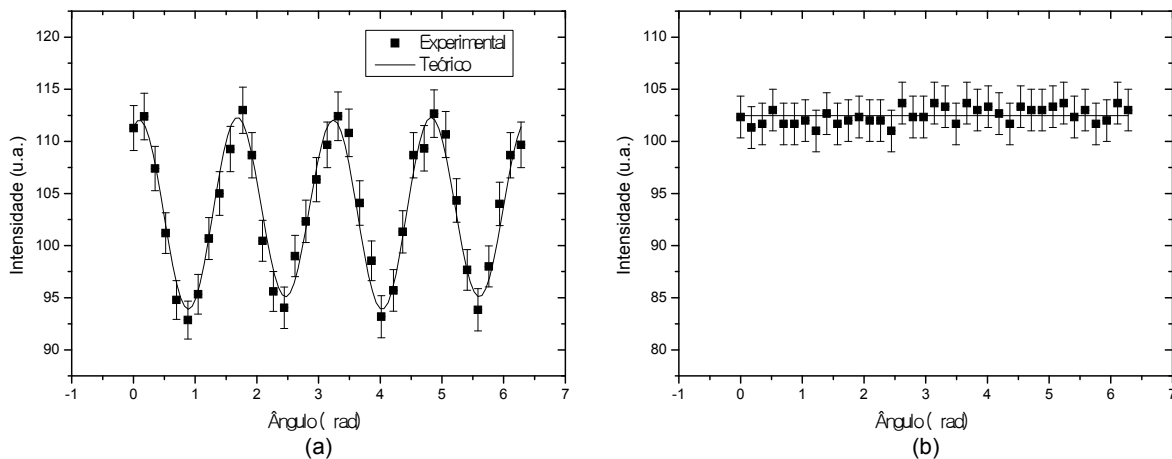 120
115
110
105
100
95
90
Intensidade (u.a.)
Experimental
Teórico
-1 0 1 2 3 4 5 6 7
Ângulo ( rad)
(a)
110
105
100
95
90
85
80
Intensidade (u.a.)
-1 0 1 2 3 4 5 6 7
Ângulo ( rad)
(b)